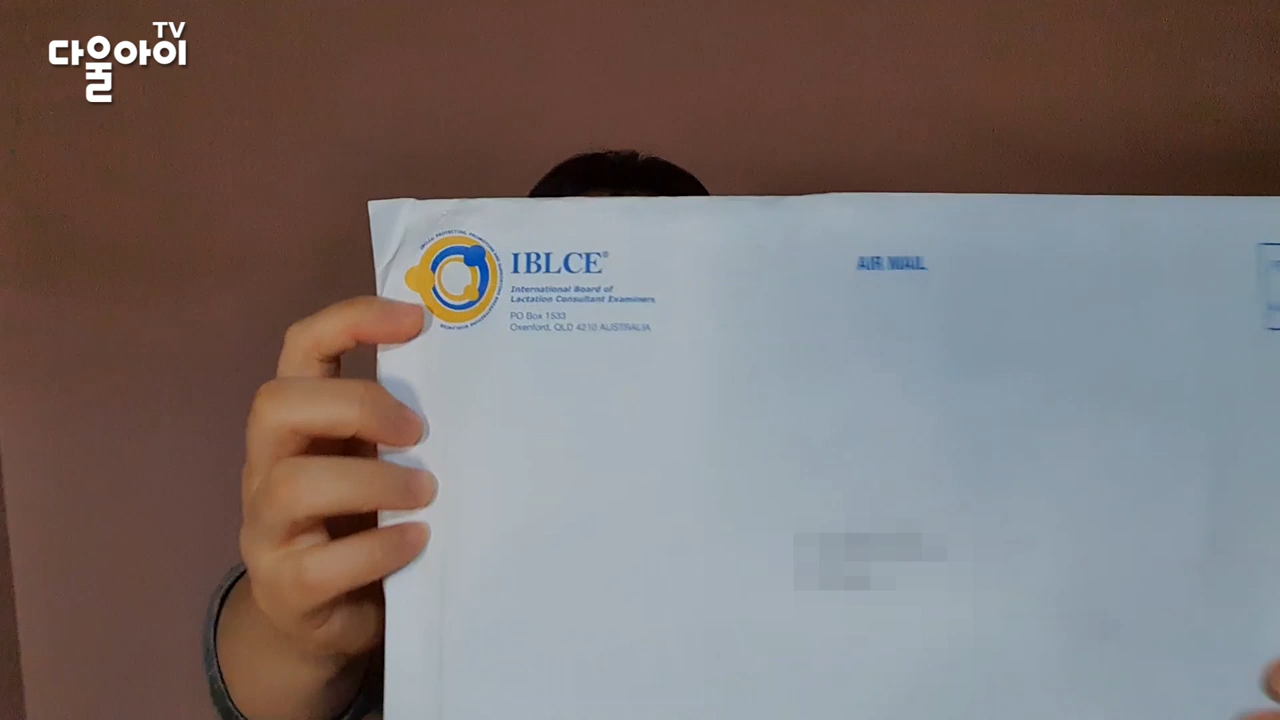 TV
다울아이
IBLCE®
AIR MAIL
International Board of
Lactation Consultant Examiners
PO Box 1533
Oxenford, QLD 4210 AUSTRALIA